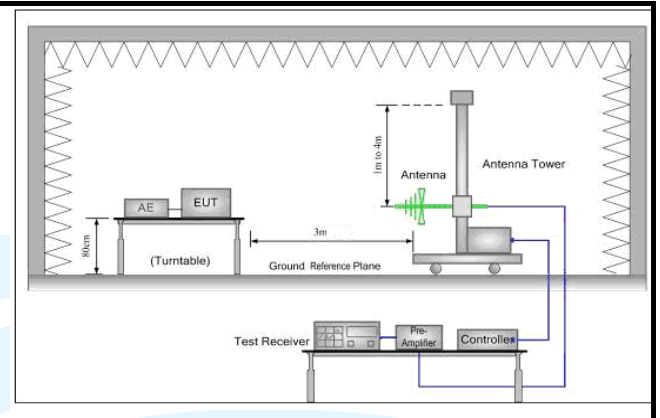 1m to 4m
Antenna
Antenna Tower
AE
EUT
80cm
(Turntable)
3m
Ground Reference Plane
Test Receiver
Pre-
Amplifier
Controller